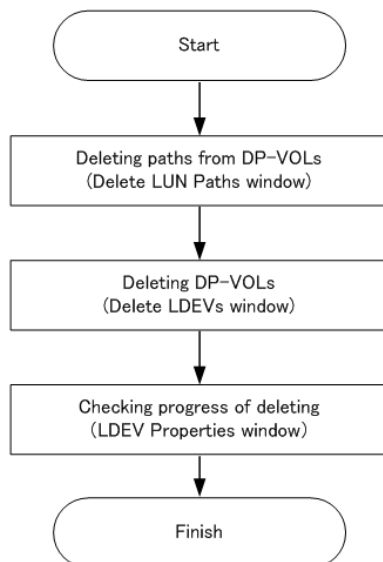 Start
Deleting paths from DP-VOLs
(Delete LUN Paths window)
Deleting DP-VOLs
(Delete LDEVs window)
Checking progress of deleting
(LDEV Properties window)
Finish